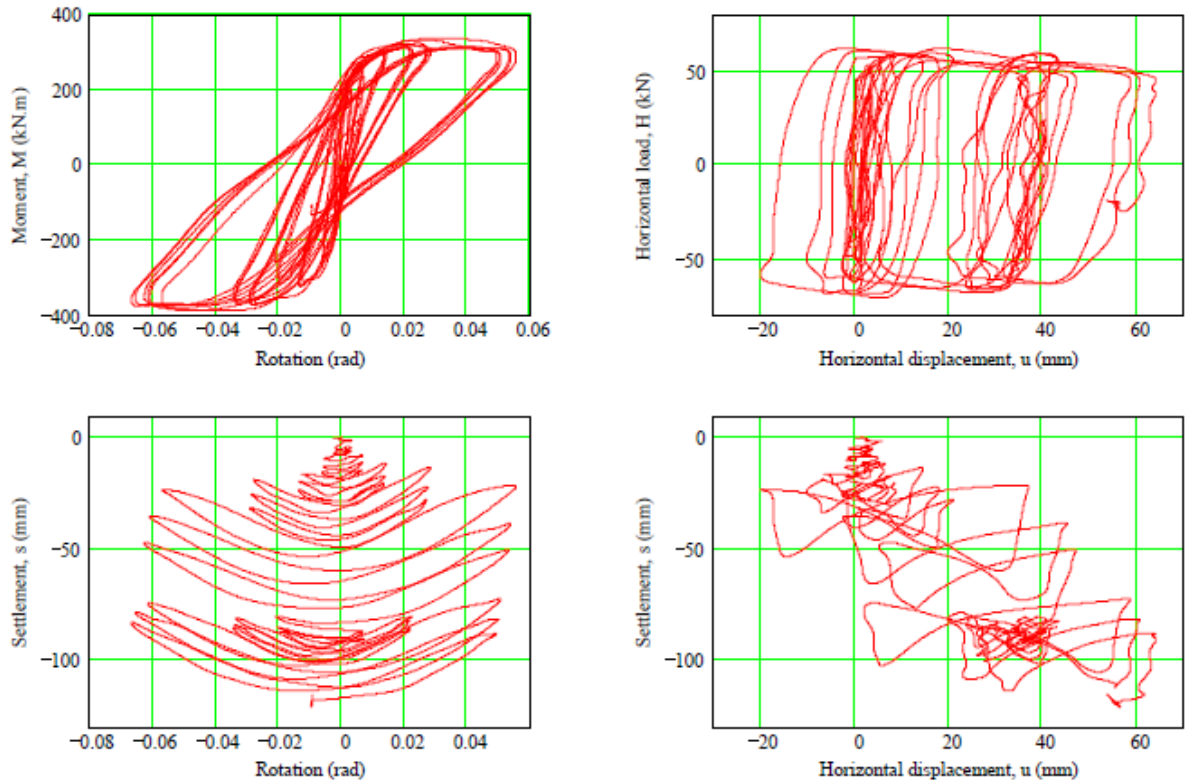 400
200
0
−200
−400
Moment, M (kN.m)
−0.08 −0.06 −0.04 −0.02 0 0.02 0.04 0.06
Rotation (rad)
50
0
−50
Horizontal load, H (kN)
−20 0 20 40 60
Horizontal displacement, u (mm)
0
−50
−100
Settlement, s (mm)
−0.08 −0.06 −0.04 −0.02 0 0.02 0.04
Rotation (rad)
0
−50
−100
Settlement, s (mm)
−20 0 20 40 60
Horizontal displacement, u (mm)